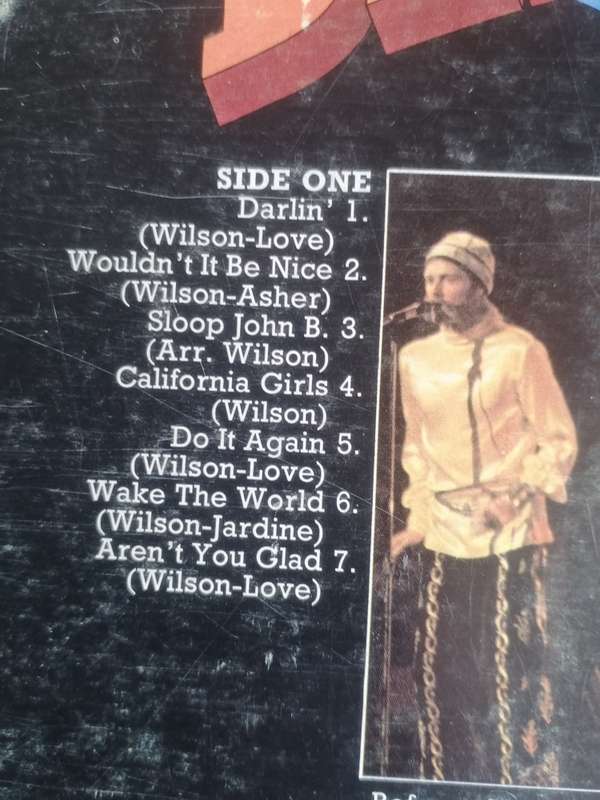 SIDE ONE
Darlin' 1.
(Wilson-Love)
Wouldn't It Be Nice 2.
(Wilson-Asher)
Sloop John B. 3.
(Arr. Wilson)
California Girls 4.
(Wilson)
Do It Again 5.
(Wilson-Love)
Wake The World 6.
(Wilson-Jardine)
Aren't You Glad 7.
(Wilson-Love)